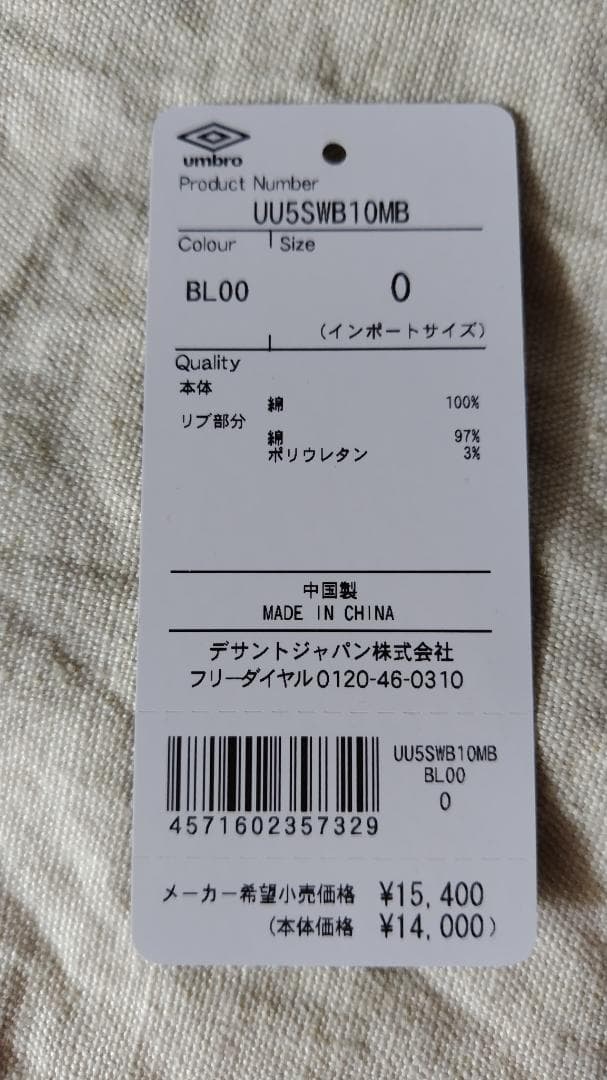 umbro
Product Number
UU5SWB10MB
Colour Size
BL00 0
(インポートサイズ)
Quality
本体
綿 100%
リブ部分
綿 97%
ポリウレタン 3%
中国製
MADE IN CHINA
デサントジャパン株式会社
フリーダイヤル0120-46-0310
UU5SWB10MB
BL00
0
4571602357329
メーカー希望小売価格 ¥15,400
(本体価格 ¥14,000)